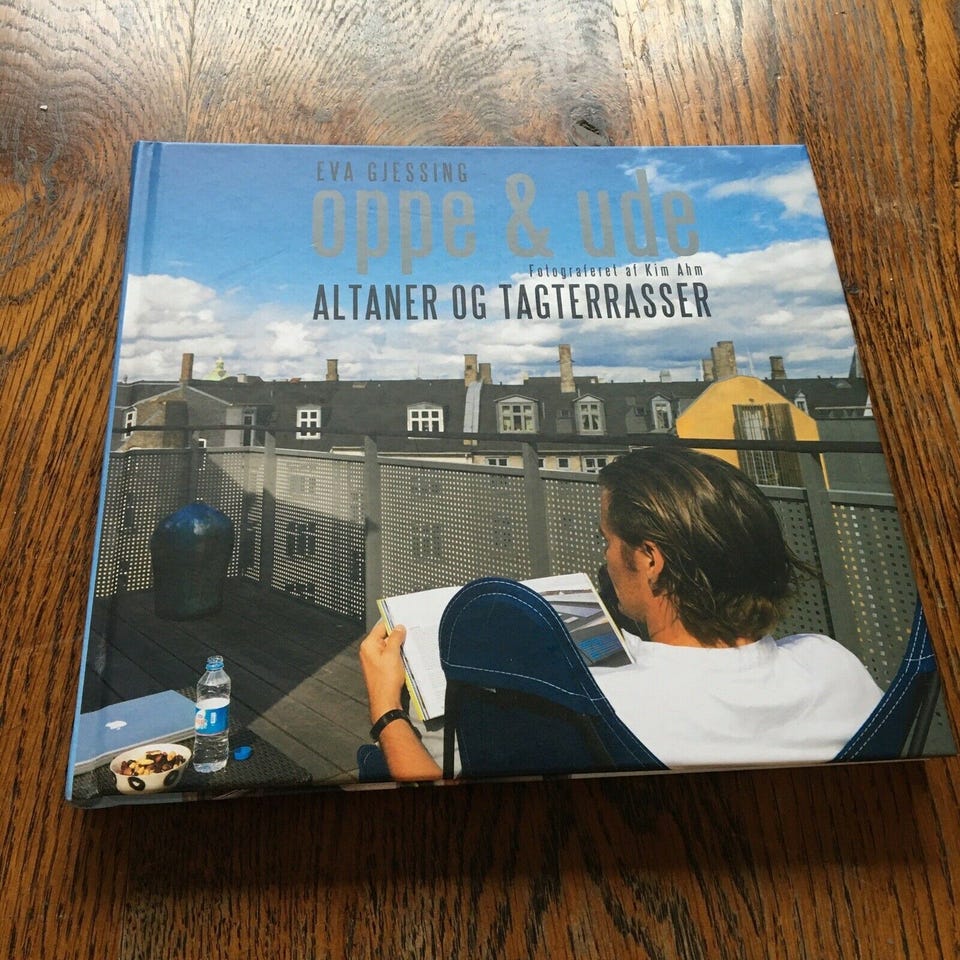 EVA GJESSING
oppe & ude
Fotograferet af Kim Ahm
ALTANER OG TAGTERRASSER